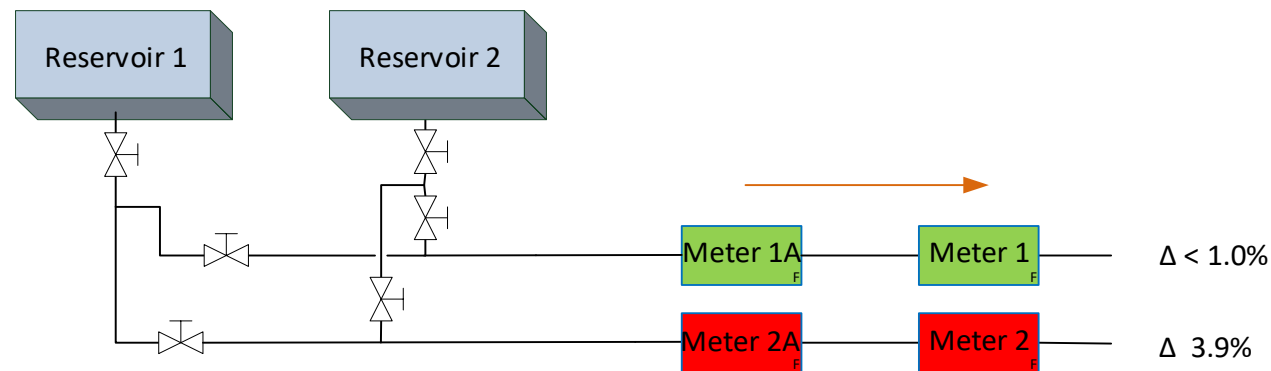 Reservoir 1
Reservoir 2
Meter 1A
F
Meter 1
F
Δ < 1.0%
Meter 2A
F
Meter 2
F
Δ 3.9%